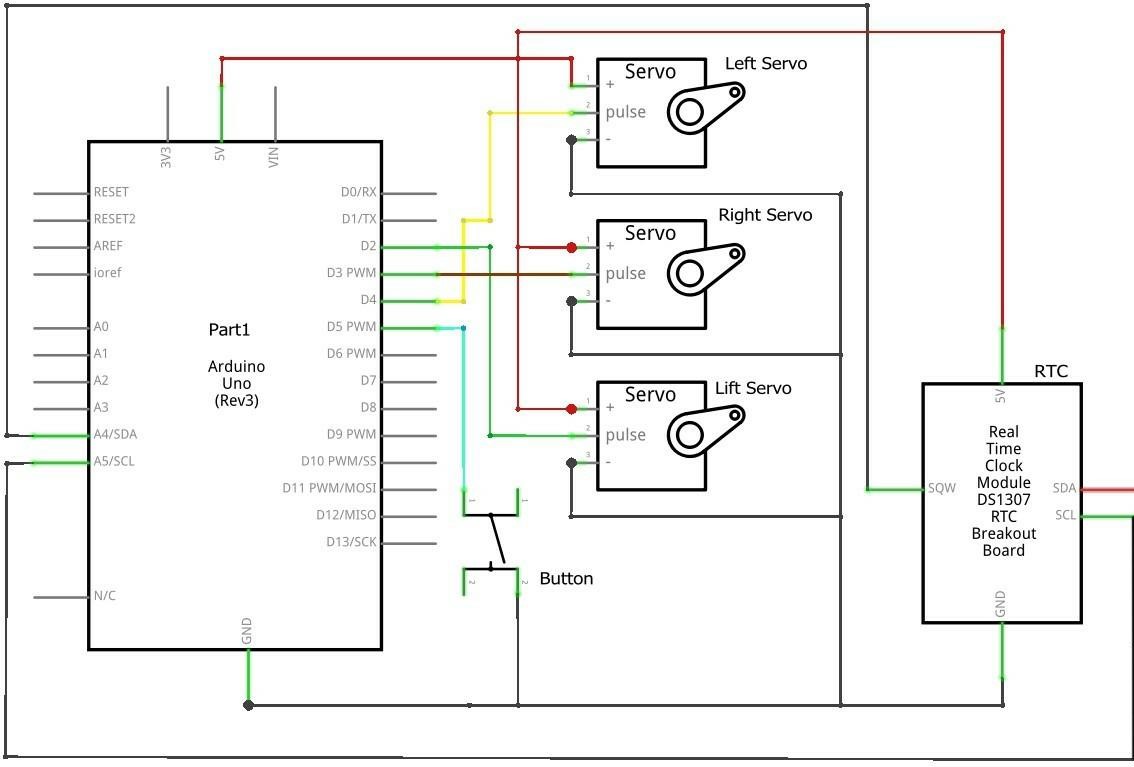 Servo
Left Servo
1
+
2
pulse
3
-
3V3
5V
VIN
RESET
RESET2
AREF
ioref
A0
A1
A2
A3
A4/SDA
A5/SCL
N/C
GND
Part1
Arduino
Uno
(Rev3)
D0/RX
D1/TX
D2
D3 PWM
D4
D5 PWM
D6 PWM
D7
D8
D9 PWM
D10 PWM/SS
D11 PWM/MOSI
D12/MISO
D13/SCK
Right Servo
Servo
1
+
2
pulse
3
-
Lift Servo
Servo
1
+
2
pulse
3
-
1
1
2
2
Button
RTC
5V
Real
Time
Clock
Module
DS1307
RTC
Breakout
Board
SQW
SDA
SCL
GND